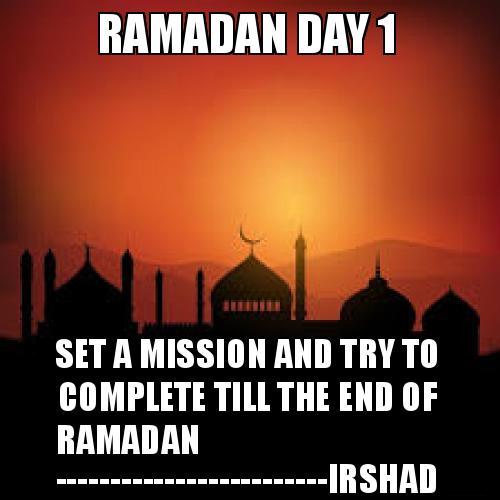 RAMADAN DAY 1
SET A MISSION AND TRY TO
COMPLETE TILL THE END OF
RAMADAN
-------------------------IRSHAD